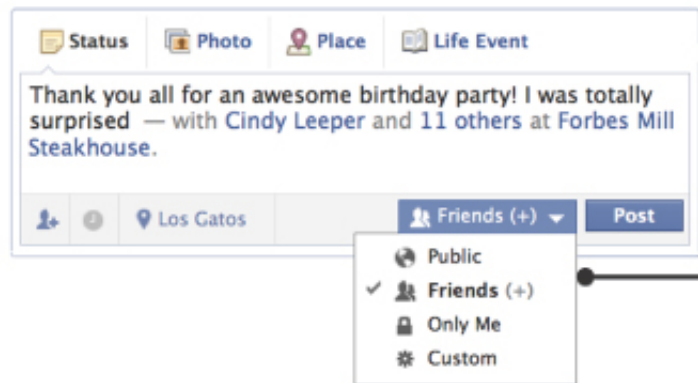 Status Photo Place Life Event
Thank you all for an awesome birthday party! I was totally
surprised — with Cindy Leeper and 11 others at Forbes Mill
Steakhouse.
Los Gatos Friends (+) Post
Public
Friends (+)
Only Me
Custom